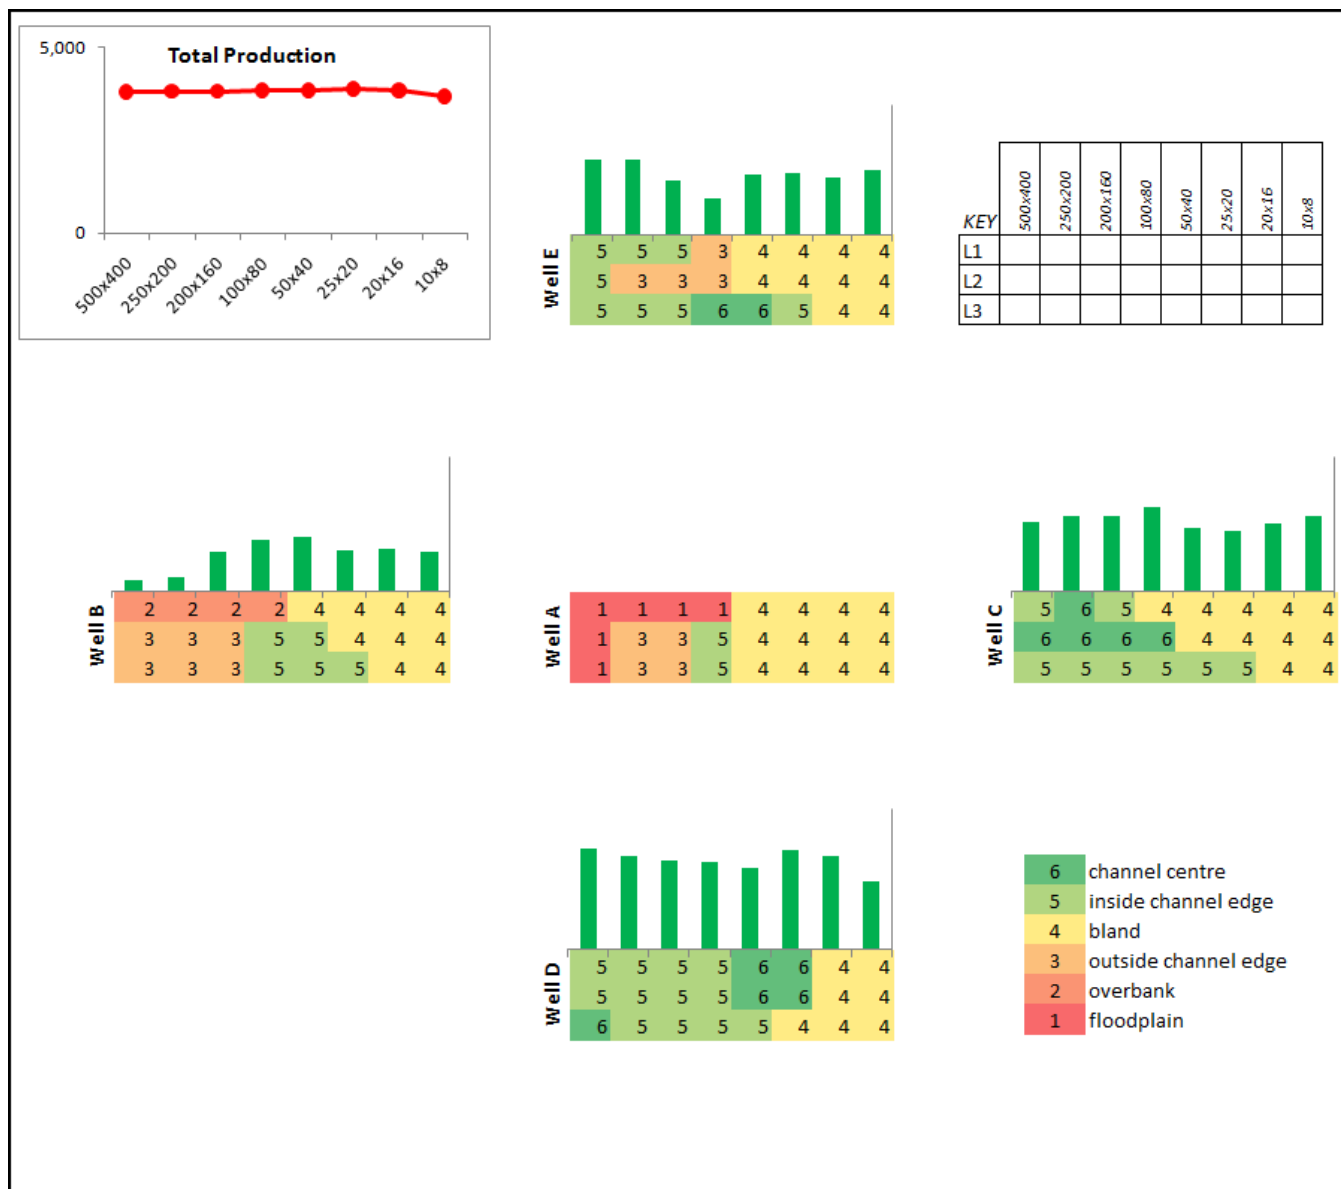 5,000
Total Production
0
500x400 250x200 200x160 100x80 50x40 25x20 20x16 10x8
Well E
5 5 5 3 4 4 4 4
5 3 3 3 4 4 4 4
5 5 5 6 6 5 4 4
KEY 500x400 250x200 200x160 100x80 50x40 25x20 20x16 10x8
L1
L2
L3
Well B
2 2 2 2 4 4 4 4
3 3 3 5 5 4 4 4
3 3 3 5 5 5 4 4
Well A
1 1 1 1 4 4 4 4
1 3 3 5 4 4 4 4
1 3 3 5 4 4 4 4
Well C
5 6 5 4 4 4 4 4
6 6 6 6 4 4 4 4
5 5 5 5 5 5 4 4
Well D
5 5 5 5 6 6 4 4
5 5 5 5 6 6 4 4
6 5 5 5 5 4 4 4
6 channel centre
5 inside channel edge
4 bland
3 outside channel edge
2 overbank
1 floodplain